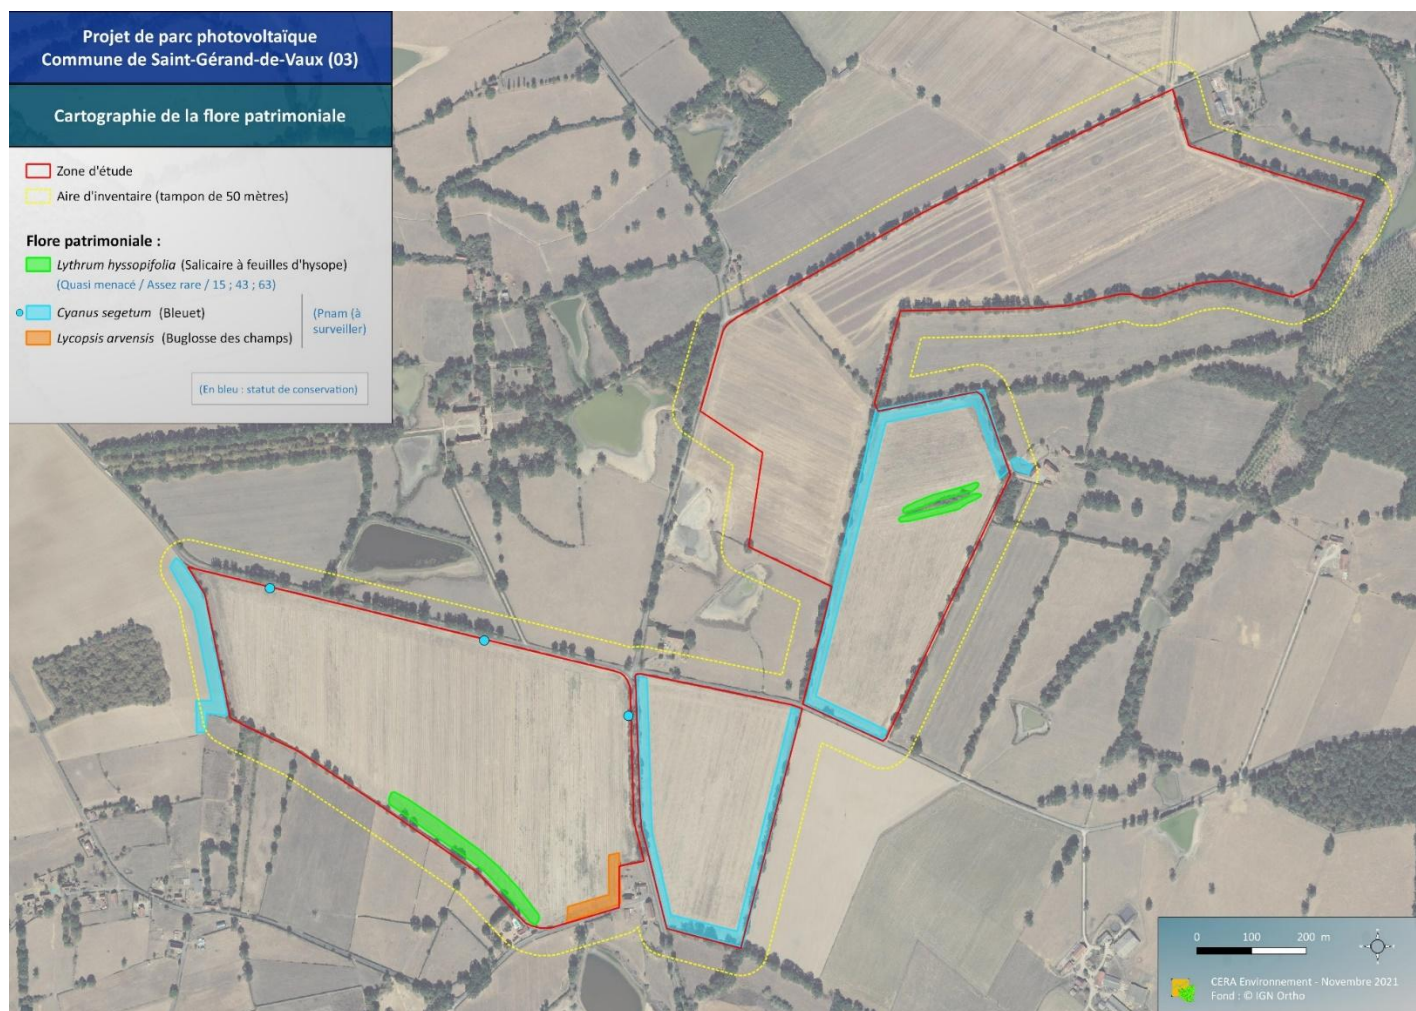 Projet de parc photovoltaïque
Commune de Saint-Gérand-de-Vaux (03)
Cartographie de la flore patrimoniale
Zone d'étude
Aire d'inventaire (tampon de 50 mètres)
Flore patrimoniale :
Lythrum hyssopifolia (Salicaire à feuilles d'hysope)
(Quasi menacé / Assez rare / 15 ; 43 ; 63)
Cyanus segetum (Bleuet)
Lycopsis arvensis (Buglosse des champs)
(Pnam (à
surveiller)
(En bleu : statut de conservation)
0 100 200 m
CERA Environnement - Novembre 2021
Fond : © IGN Ortho